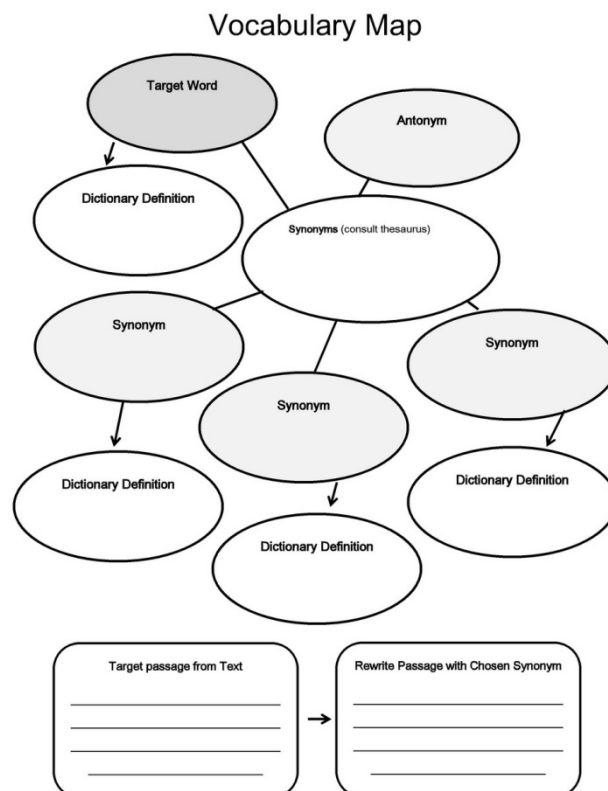 Vocabulary Map
Target Word
Antonym
Dictionary Definition
Synonyms (consult thesaurus)
Synonym
Synonym
Synonym
Dictionary Definition
Dictionary Definition
Dictionary Definition
Target passage from Text
Rewrite Passage with Chosen Synonym